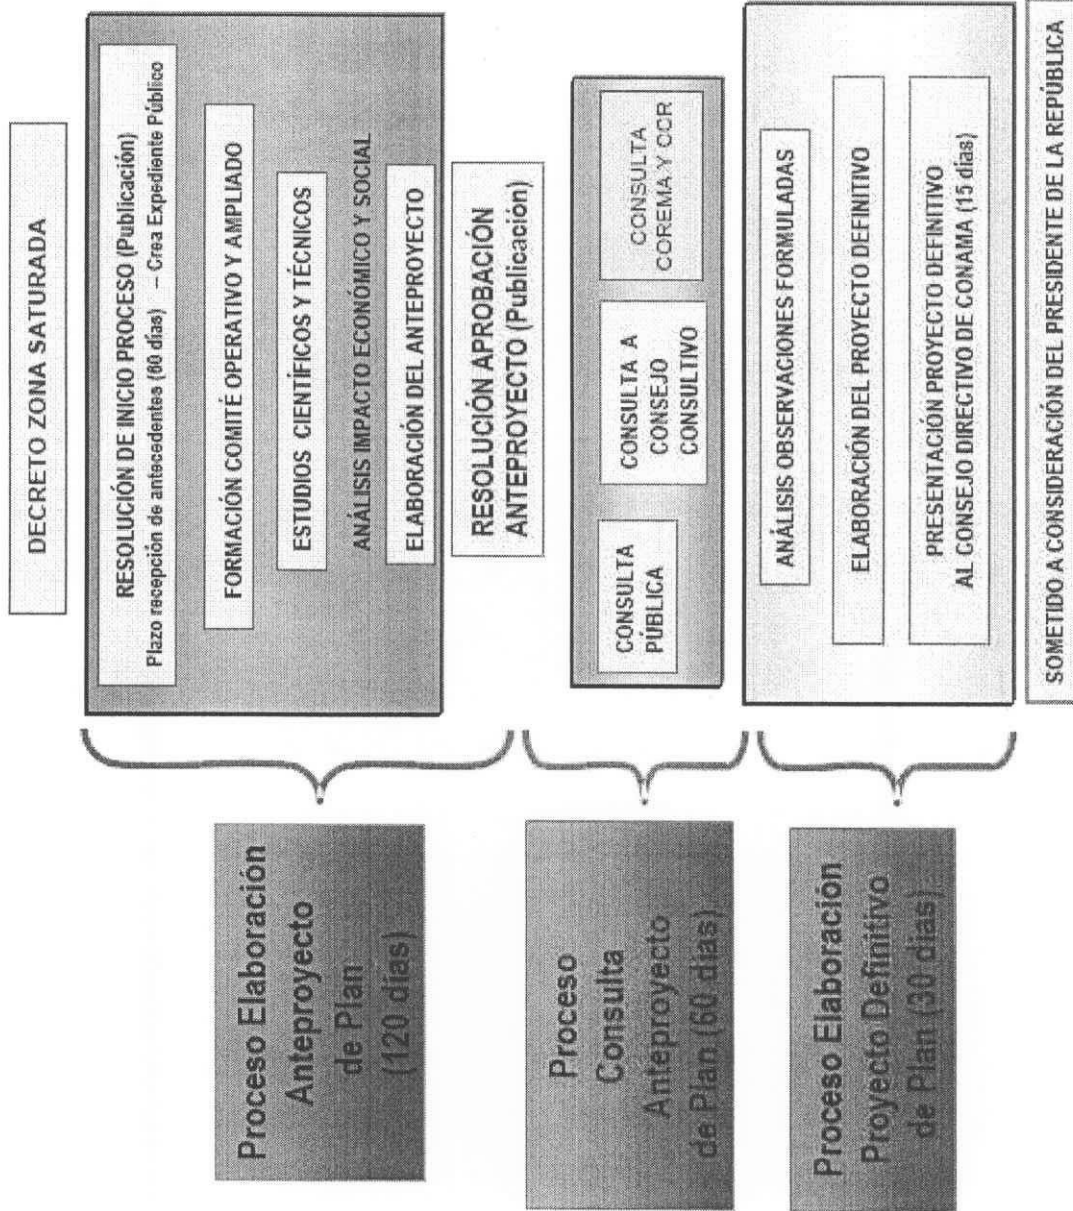 DECRETO ZONA SATURADA
Proceso Elaboración
Anteproyecto
de Plan
(120 días)
RESOLUCIÓN DE INICIO PROCESO (Publicación)
Plazo recepción de antecedentes (60 días) – Crea Expediente Público
FORMACIÓN COMITÉ OPERATIVO Y AMPLIADO
ESTUDIOS CIENTÍFICOS Y TÉCNICOS
ANÁLISIS IMPACTO ECONÓMICO Y SOCIAL
ELABORACIÓN DEL ANTEPROYECTO
RESOLUCIÓN APROBACIÓN
ANTEPROYECTO (Publicación)
Proceso
Consulta
Anteproyecto
de Plan (60 días)
CONSULTA
PÚBLICA
CONSULTA A
CONSEJO
CONSULTIVO
CONSULTA
COREMA Y CCR
Proceso Elaboración
Proyecto Definitivo
de Plan (30 días)
ANÁLISIS OBSERVACIONES FORMULADAS
ELABORACIÓN DEL PROYECTO DEFINITIVO
PRESENTACIÓN PROYECTO DEFINITIVO
AL CONSEJO DIRECTIVO DE CONAMA (15 días)
SOMETIDO A CONSIDERACIÓN DEL PRESIDENTE DE LA REPÚBLICA